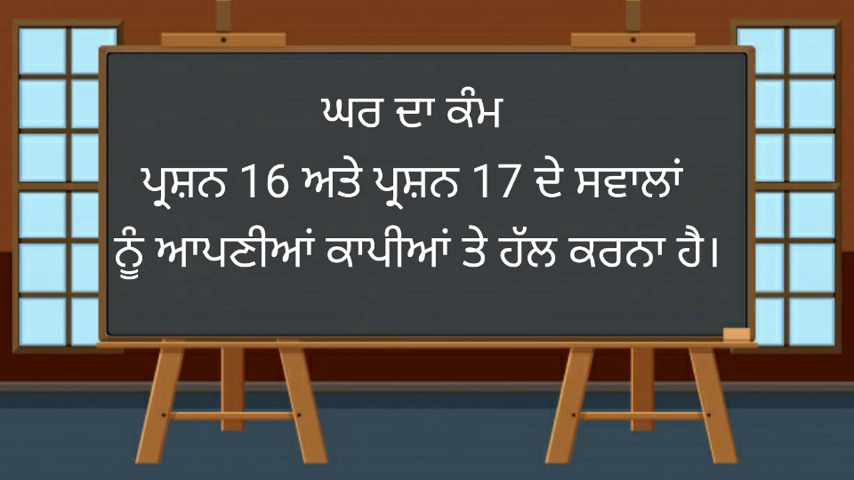 ਘਰ ਦਾ ਕੰਮ
ਪ੍ਰਸ਼ਨ 16 ਅਤੇ ਪ੍ਰਸ਼ਨ 17 ਦੇ ਸਵਾਲਾਂ
ਨੂੰ ਆਪਣੀਆਂ ਕਾਪੀਆਂ ਤੇ ਹੱਲ ਕਰਨਾ ਹੈ।